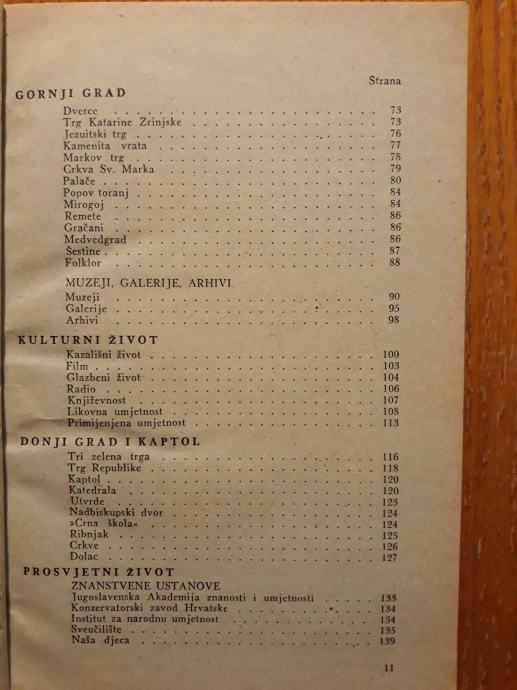 Strana
GORNJI GRAD
Dverce . . . . . . . . . . . . . . 73
Trg Katarine Zrinjske . . . . . . . . . . 73
Jezuitski trg . . . . . . . . . . . . . 76
Kamenita vrata . . . . . . . . . . . . 77
Markov trg . . . . . . . . . . . . . 78
Crkva Sv. Marka . . . . . . . . . . . . 79
Palače . . . . . . . . . . . . . . 80
Popov toranj . . . . . . . . . . . . . 84
Mirogoj . . . . . . . . . . . . . . 84
Remete . . . . . . . . . . . . . . 86
Gračani . . . . . . . . . . . . . . 86
Medvedgrad . . . . . . . . . . . . . 86
Šestine . . . . . . . . . . . . . . 87
Folklor . . . . . . . . . . . . . . 88
MUZEJI, GALERIJE, ARHIVI
Muzeji . . . . . . . . . . . . . . 90
Galerije . . . . . . . . . . . . . . 95
Arhivi . . . . . . . . . . . . . . 98
KULTURNI ŽIVOT
Kazališni život . . . . . . . . . . . . 100
Film . . . . . . . . . . . . . . . 103
Glazbeni život . . . . . . . . . . . . 104
Radio . . . . . . . . . . . . . . 106
Književnost . . . . . . . . . . . . . 107
Likovna umjetnost . . . . . . . . . . . 108
Primijenjena umjetnost . . . . . . . . . . 113
DONJI GRAD I KAPTOL
Tri zelena trga . . . . . . . . . . . . 116
Trg Republike . . . . . . . . . . . . 118
Kaptol . . . . . . . . . . . . . . 120
Katedrala . . . . . . . . . . . . . 120
Utvrde . . . . . . . . . . . . . . 123
Nadbiskupski dvor . . . . . . . . . . . 124
»Crna škola« . . . . . . . . . . . . 124
Ribnjak . . . . . . . . . . . . . . 125
Crkve . . . . . . . . . . . . . . 126
Dolac . . . . . . . . . . . . . . 127
PROSVJETNI ŽIVOT
ZNANSTVENE USTANOVE
Jugoslavenska Akademija znanosti i umjetnosti . . . . . 133
Konzervatorski zavod Hrvatske . . . . . . . . 134
Institut za narodnu umjetnost . . . . . . . . 134
Sveučilište . . . . . . . . . . . . . 135
Naša djeca . . . . . . . . . . . . . 139
11